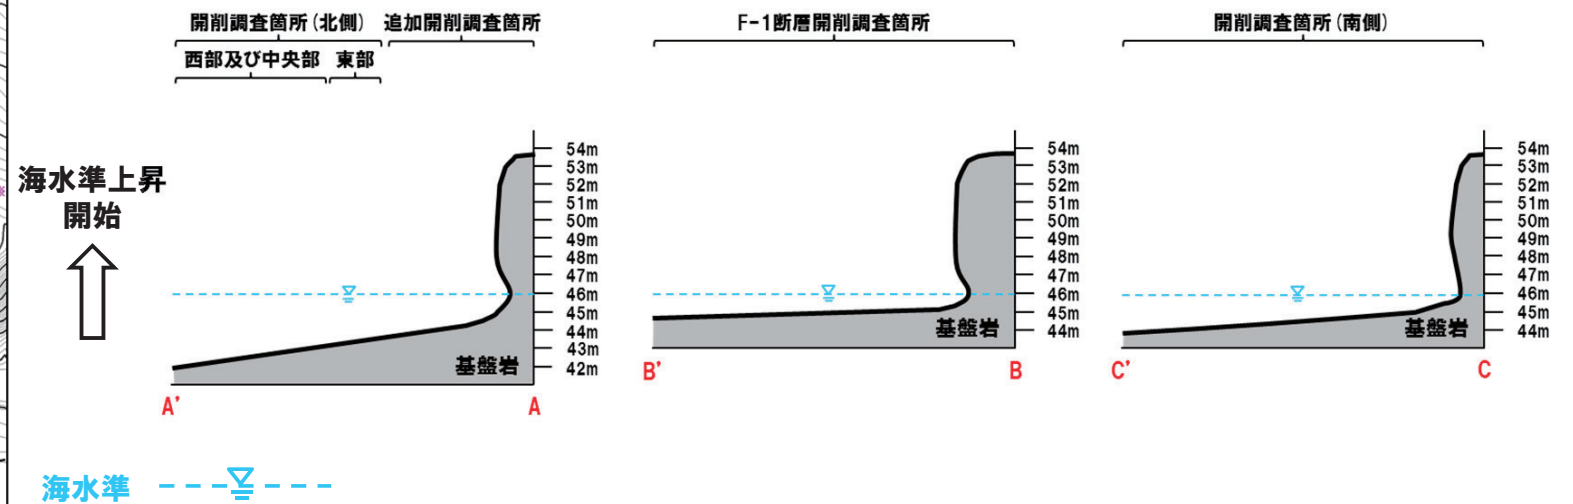 開削調査箇所(北側)
追加開削調査箇所
F-1断層開削調査箇所
開削調査箇所(南側)
西部及び中央部
東部
海水準上昇
開始
54m
53m
52m
51m
50m
49m
48m
47m
46m
45m
44m
43m
42m
基盤岩
A'
A
54m
53m
52m
51m
50m
49m
48m
47m
46m
45m
44m
基盤岩
B'
B
54m
53m
52m
51m
50m
49m
48m
47m
46m
45m
44m
基盤岩
C'
C
海水準